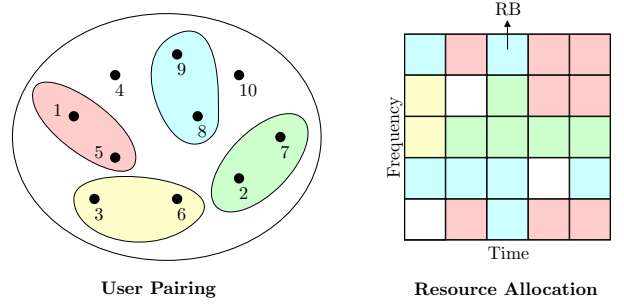 RB
9
4
10
1
8
5
7
2
3
6
Frequency
Time
User Pairing
Resource Allocation